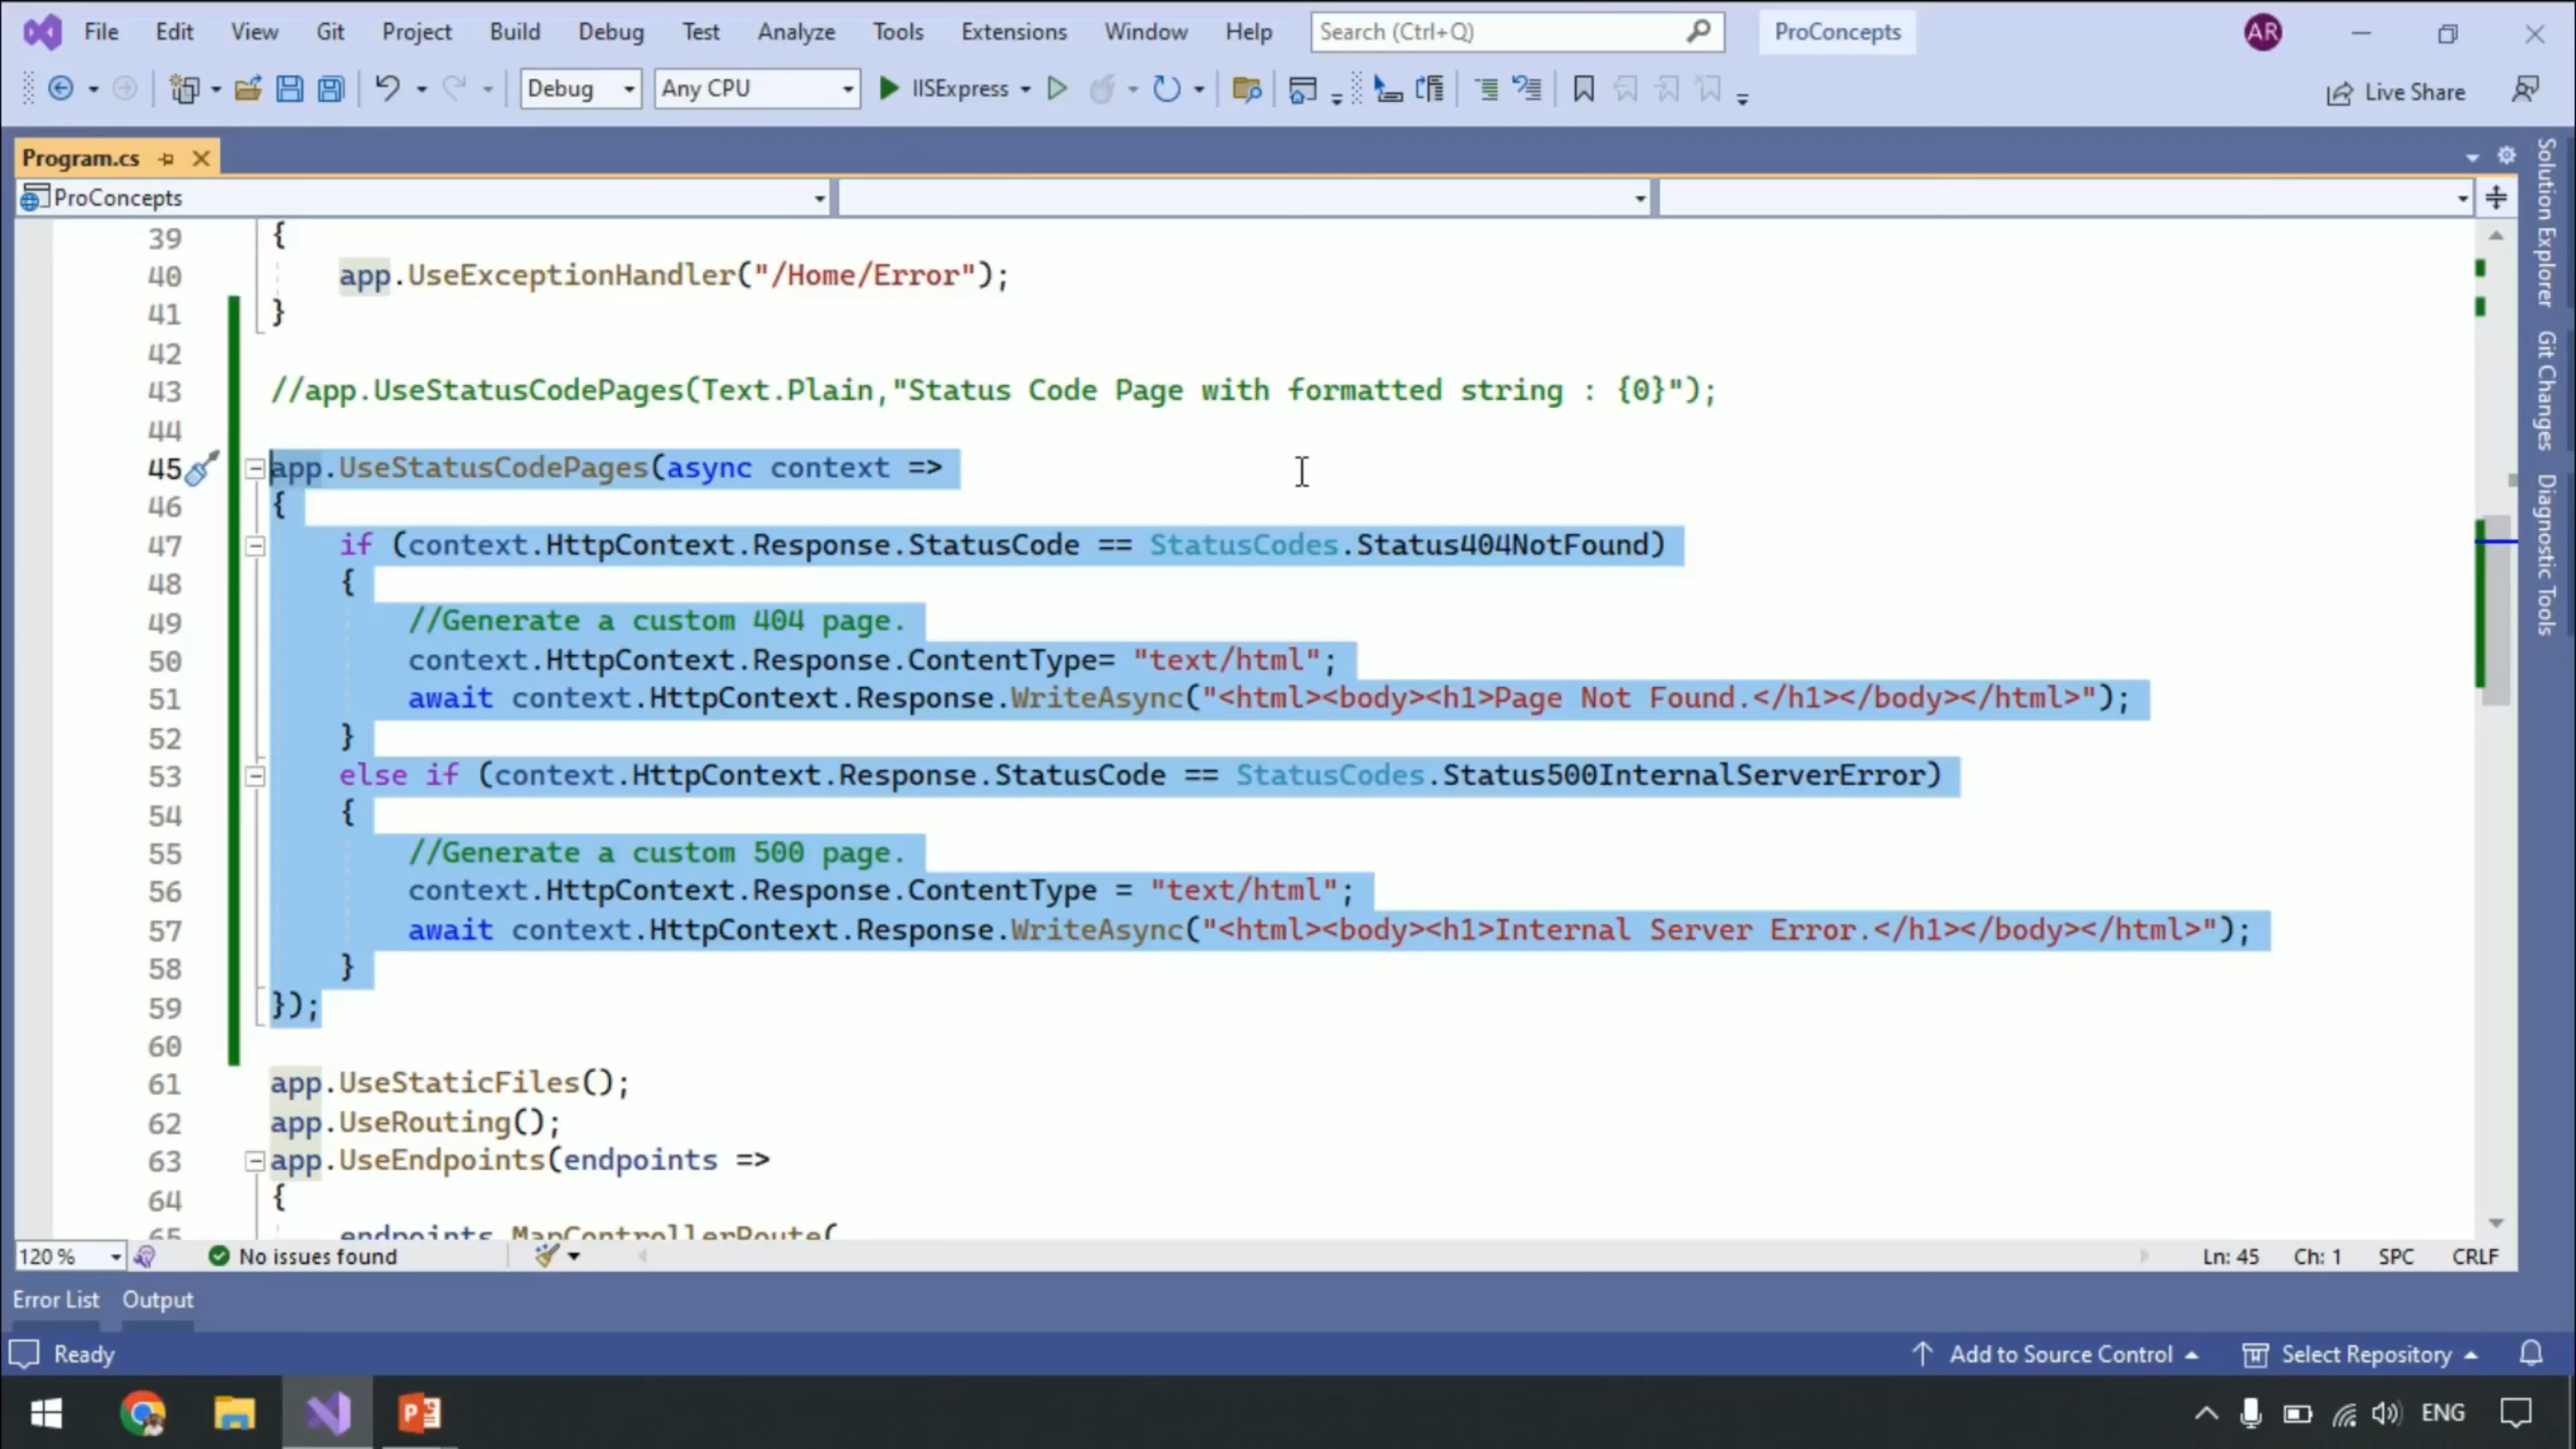 File Edit View Git Project Build Debug Test Analyze Tools Extensions Window Help Search (Ctrl+Q) ProConcepts AR
Debug Any CPU IISExpress Live Share
Program.cs
ProConcepts
39 {
40 app.UseExceptionHandler("/Home/Error");
41 }
42
43 //app.UseStatusCodePages(Text.Plain,"Status Code Page with formatted string : {0}");
44
45 app.UseStatusCodePages(async context =>
46 {
47 if (context.HttpContext.Response.StatusCode == StatusCodes.Status404NotFound)
48 {
49 //Generate a custom 404 page.
50 context.HttpContext.Response.ContentType= "text/html";
51 await context.HttpContext.Response.WriteAsync("<html><body><h1>Page Not Found.</h1></body></html>");
52 }
53 else if (context.HttpContext.Response.StatusCode == StatusCodes.Status500InternalServerError)
54 {
55 //Generate a custom 500 page.
56 context.HttpContext.Response.ContentType = "text/html";
57 await context.HttpContext.Response.WriteAsync("<html><body><h1>Internal Server Error.</h1></body></html>");
58 }
59 });
60
61 app.UseStaticFiles();
62 app.UseRouting();
63 app.UseEndpoints(endpoints =>
64 {
65 endpoints.MapControllerRoute(
Solution Explorer
Git Changes
Diagnostic Tools
120 % No issues found Ln: 45 Ch: 1 SPC CRLF
Error List Output
Ready Add to Source Control Select Repository
ENG